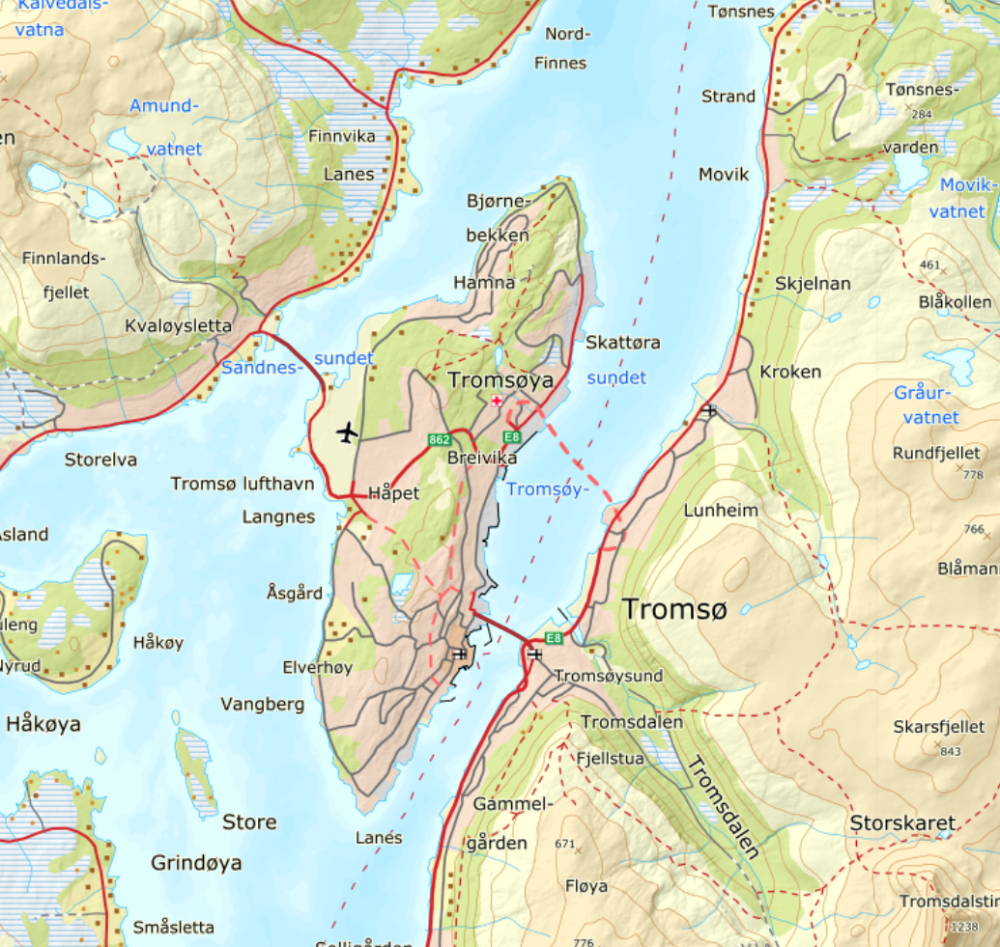 Kalvedals-
vatna
Tønsnes
Nord-
Finnes
Amund-
vatnet
Strand
Tønsnes-
284
varden
Finnvika
Lanes
Movik
Movik-
vatnet
Bjørne-
bekken
Finnlands-
fjellet
461
Hamna
Skjelnan
Blåkollen
Kvaløysletta
Skattøra
Sandnes-
sundet
sundet
Kroken
Tromsøya
Gråur-
vatnet
862
E8
Storelva
Breivika
Rundfjellet
778
Tromsø lufthavn
Håpet
Tromsøy-
Langnes
Lunheim
766
Blåman
Åsgård
Tromsø
Håkøy
E8
Elverhøy
Tromsøysund
Vangberg
Håkøya
Tromsdalen
Skarsfjellet
843
Fjellstua
Tromsdalen
Gammel-
gården
Store
Grindøya
Lanes
671
Storskaret
Fløya
Tromsdalstin
Småsletta
1238
776